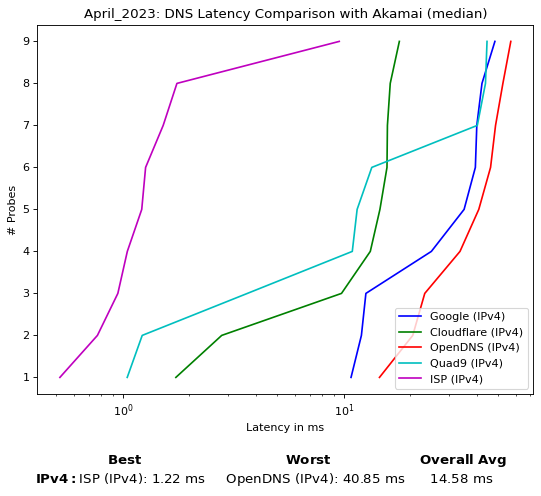 April_2023: DNS Latency Comparison with Akamai (median)
# Probes
9
8
7
6
5
4
3
2
1
Google (IPv4)
Cloudflare (IPv4)
OpenDNS (IPv4)
Quad9 (IPv4)
ISP (IPv4)
10⁰ 10¹
Latency in ms
Best Worst Overall Avg
IPv4: ISP (IPv4): 1.22 ms OpenDNS (IPv4): 40.85 ms 14.58 ms